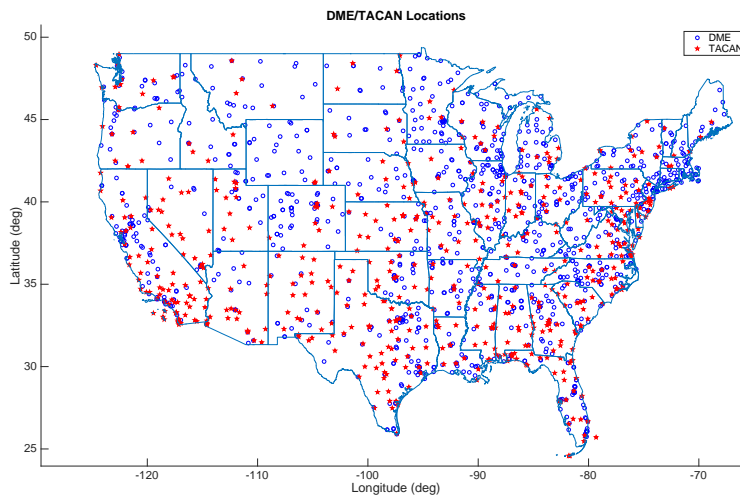 DME/TACAN Locations
50
45
40
35
30
25
Latitude (deg)
DME
TACAN
-120
-110
-100
-90
-80
-70
Longitude (deg)